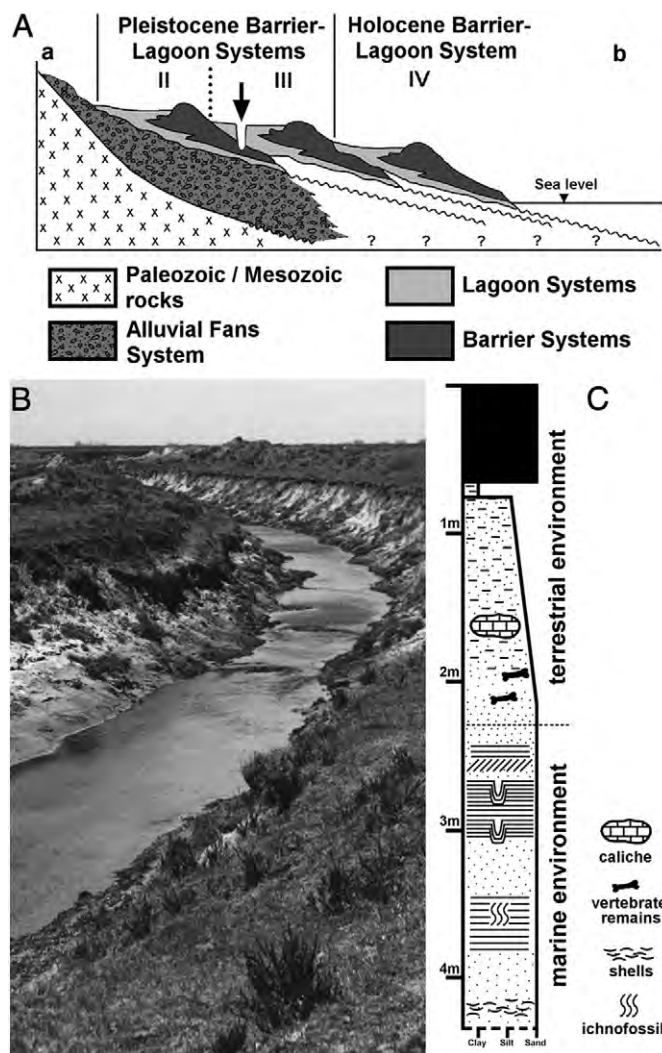 A
a
Pleistocene Barrier-
Lagoon Systems
II
III
Holocene Barrier-
Lagoon System
IV
b
Sea level
? ? ? ? ?
Paleozoic / Mesozoic
rocks
Alluvial Fans
System
Lagoon Systems
Barrier Systems
B
C
1m
2m
3m
4m
terrestrial environment
marine environment
caliche
vertebrate
remains
shells
ichnofossil
Clay Silt Sand